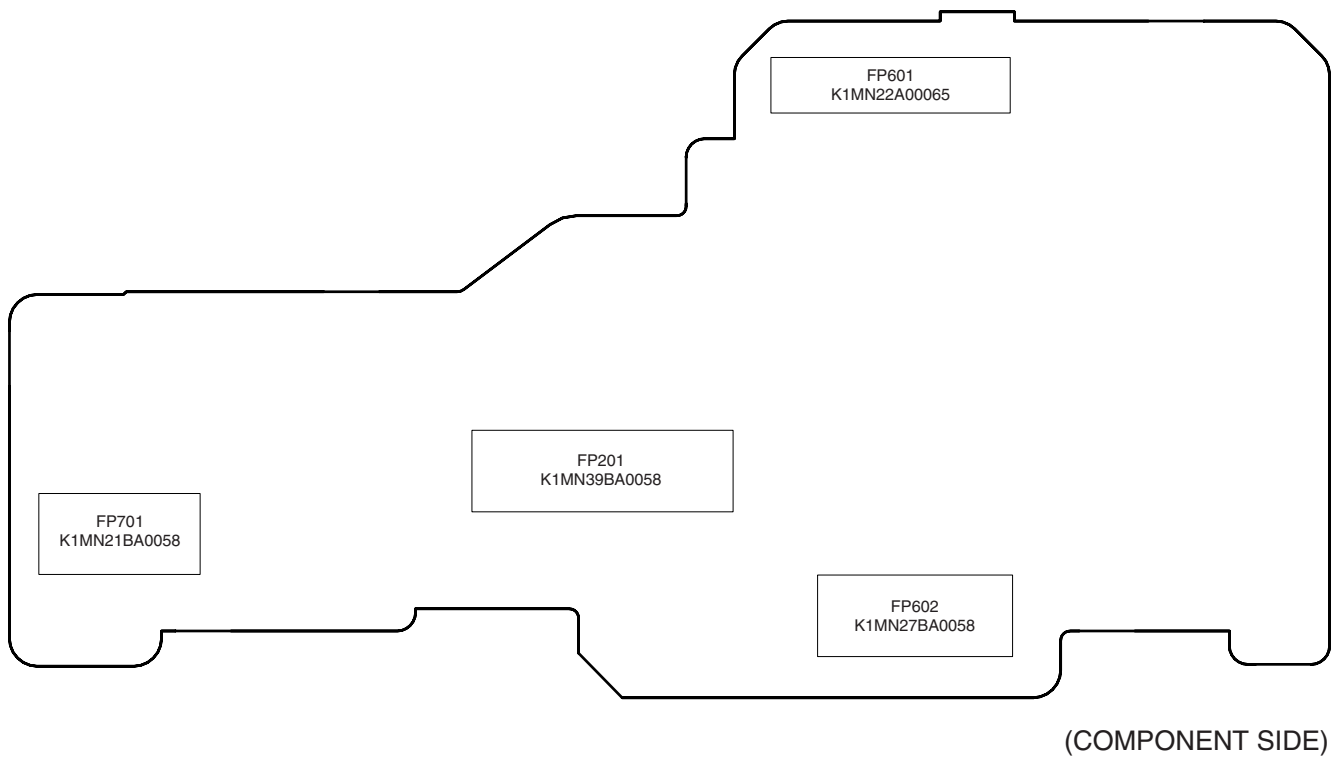 FP601
K1MN22A00065
FP201
K1MN39BA0058
FP701
K1MN21BA0058
FP602
K1MN27BA0058
(COMPONENT SIDE)